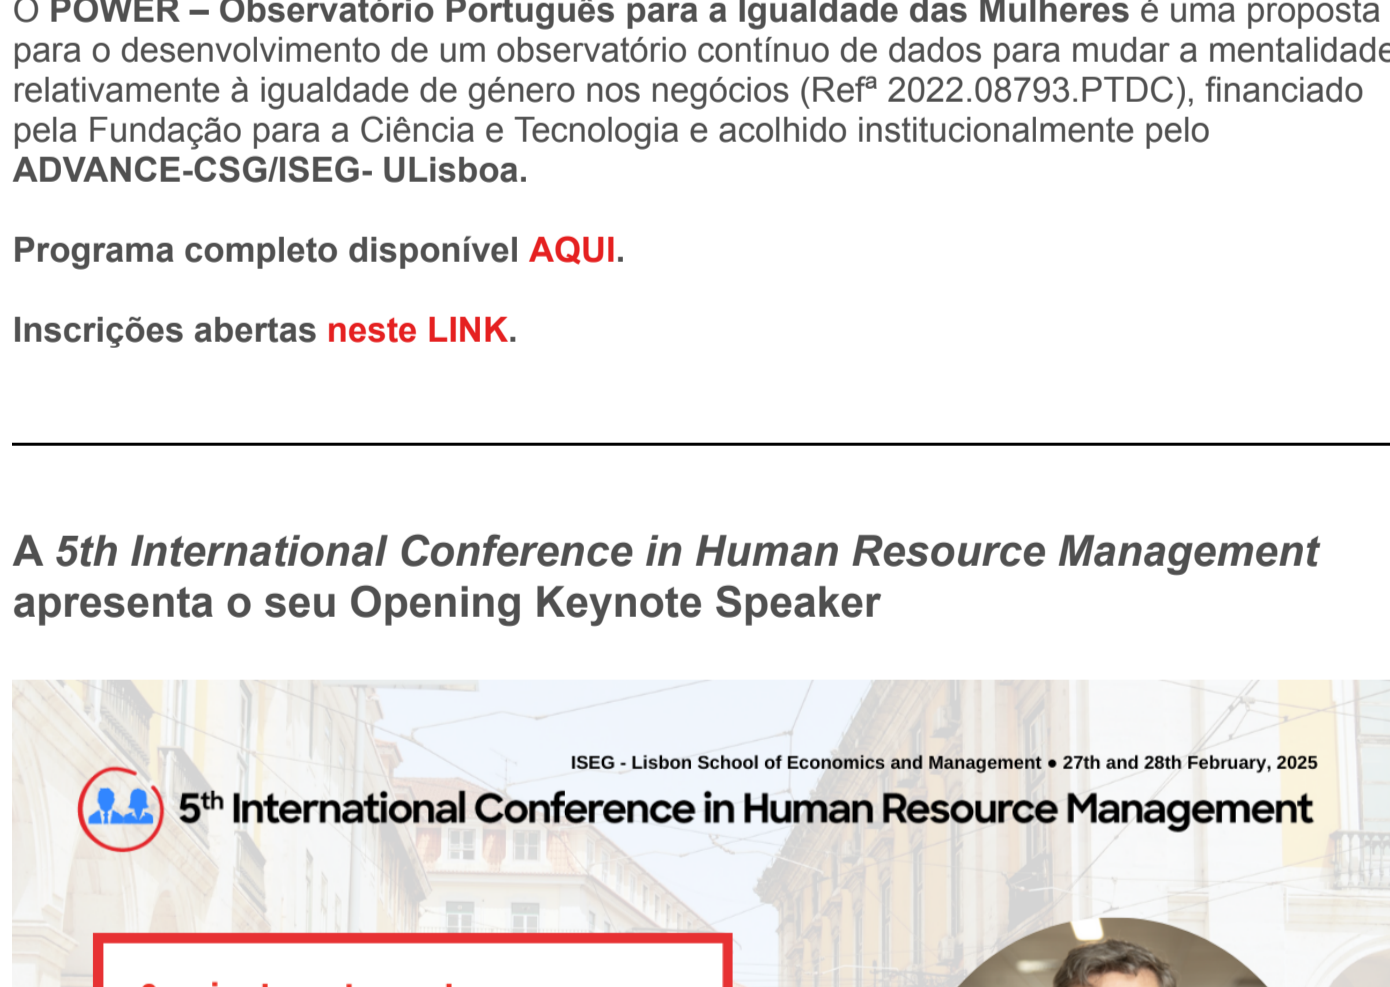 O POWER – Observatório Português para a Igualdade das Mulheres é uma proposta
para o desenvolvimento de um observatório contínuo de dados para mudar a mentalidade
relativamente à igualdade de género nos negócios (Refª 2022.08793.PTDC), financiado
pela Fundação para a Ciência e Tecnologia e acolhido institucionalmente pelo
ADVANCE-CSG/ISEG- ULisboa.
Programa completo disponível AQUI.
Inscrições abertas neste LINK.
A 5th International Conference in Human Resource Management
apresenta o seu Opening Keynote Speaker
ISEG - Lisbon School of Economics and Management ● 27th and 28th February, 2025
5th International Conference in Human Resource Management